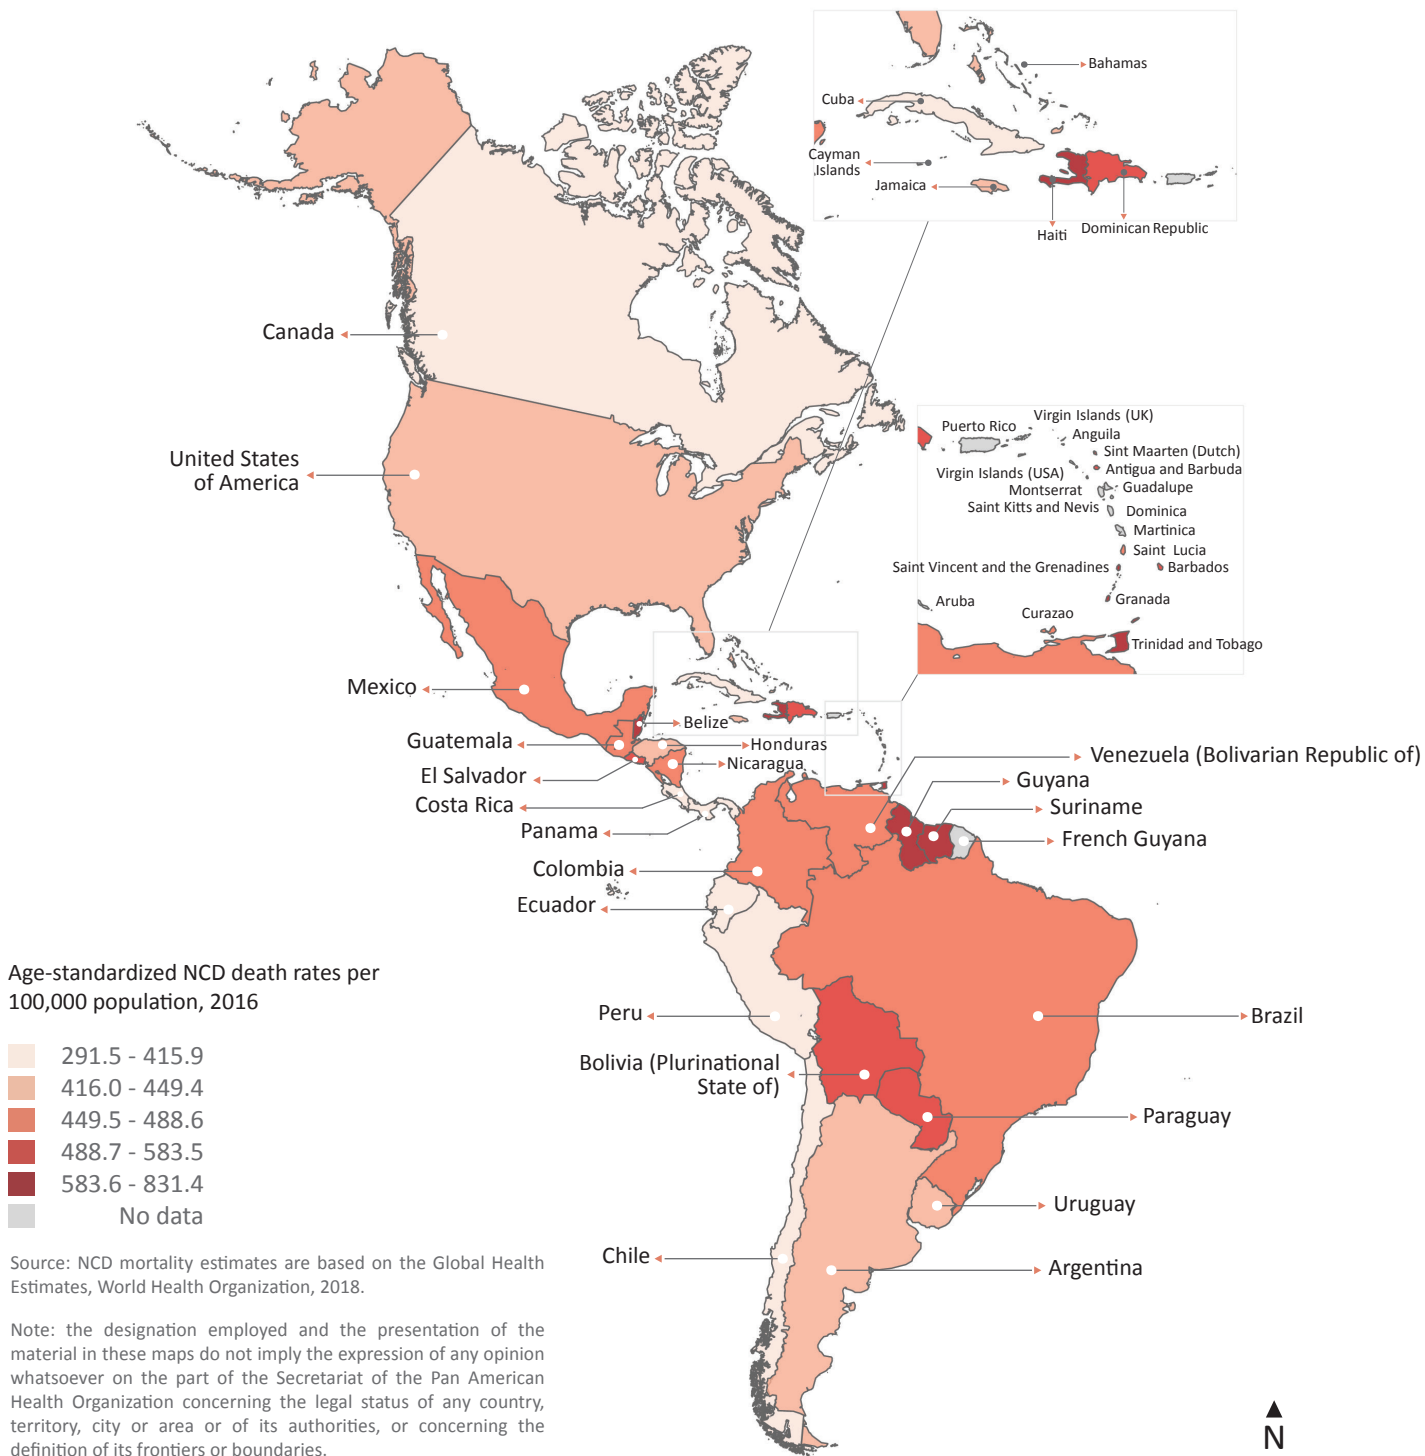 Bahamas
Cuba
Cayman
Islands
Jamaica
Haiti
Dominican Republic
Canada
United States
of America
Puerto Rico
Virgin Islands (UK)
Anguila
Sint Maarten (Dutch)
Virgin Islands (USA)
Antigua and Barbuda
Montserrat
Guadalupe
Saint Kitts and Nevis
Dominica
Martinica
Saint Lucia
Saint Vincent and the Grenadines
Barbados
Aruba
Granada
Curazao
Trinidad and Tobago
Mexico
Belize
Guatemala
Honduras
El Salvador
Nicaragua
Costa Rica
Panama
Venezuela (Bolivarian Republic of)
Guyana
Suriname
French Guyana
Colombia
Ecuador
Peru
Brazil
Bolivia (Plurinational
State of)
Paraguay
Uruguay
Chile
Argentina
Age-standardized NCD death rates per
100,000 population, 2016
291.5 - 415.9
416.0 - 449.4
449.5 - 488.6
488.7 - 583.5
583.6 - 831.4
No data
Source: NCD mortality estimates are based on the Global Health
Estimates, World Health Organization, 2018.
Note: the designation employed and the presentation of the
material in these maps do not imply the expression of any opinion
whatsoever on the part of the Secretariat of the Pan American
Health Organization concerning the legal status of any country,
territory, city or area or of its authorities, or concerning the
definition of its frontiers or boundaries.
N